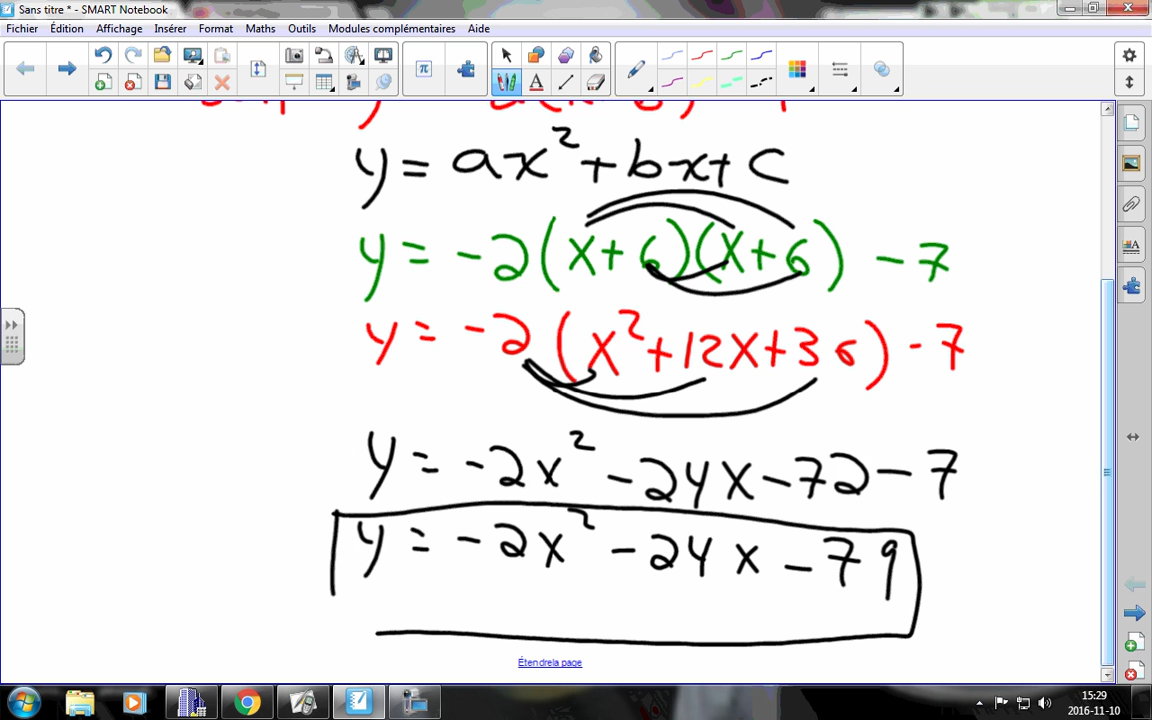 Sans titre * - SMART Notebook
Fichier Édition Affichage Insérer Format Maths Outils Modules complémentaires Aide
y = ax² + bx + c
y = -2(x+6)(x+6) - 7
y = -2(x²+12x+36) - 7
y = -2x² - 24x - 72 - 7
y = -2x² - 24x - 79
Étendrela page
15:29
2016-11-10